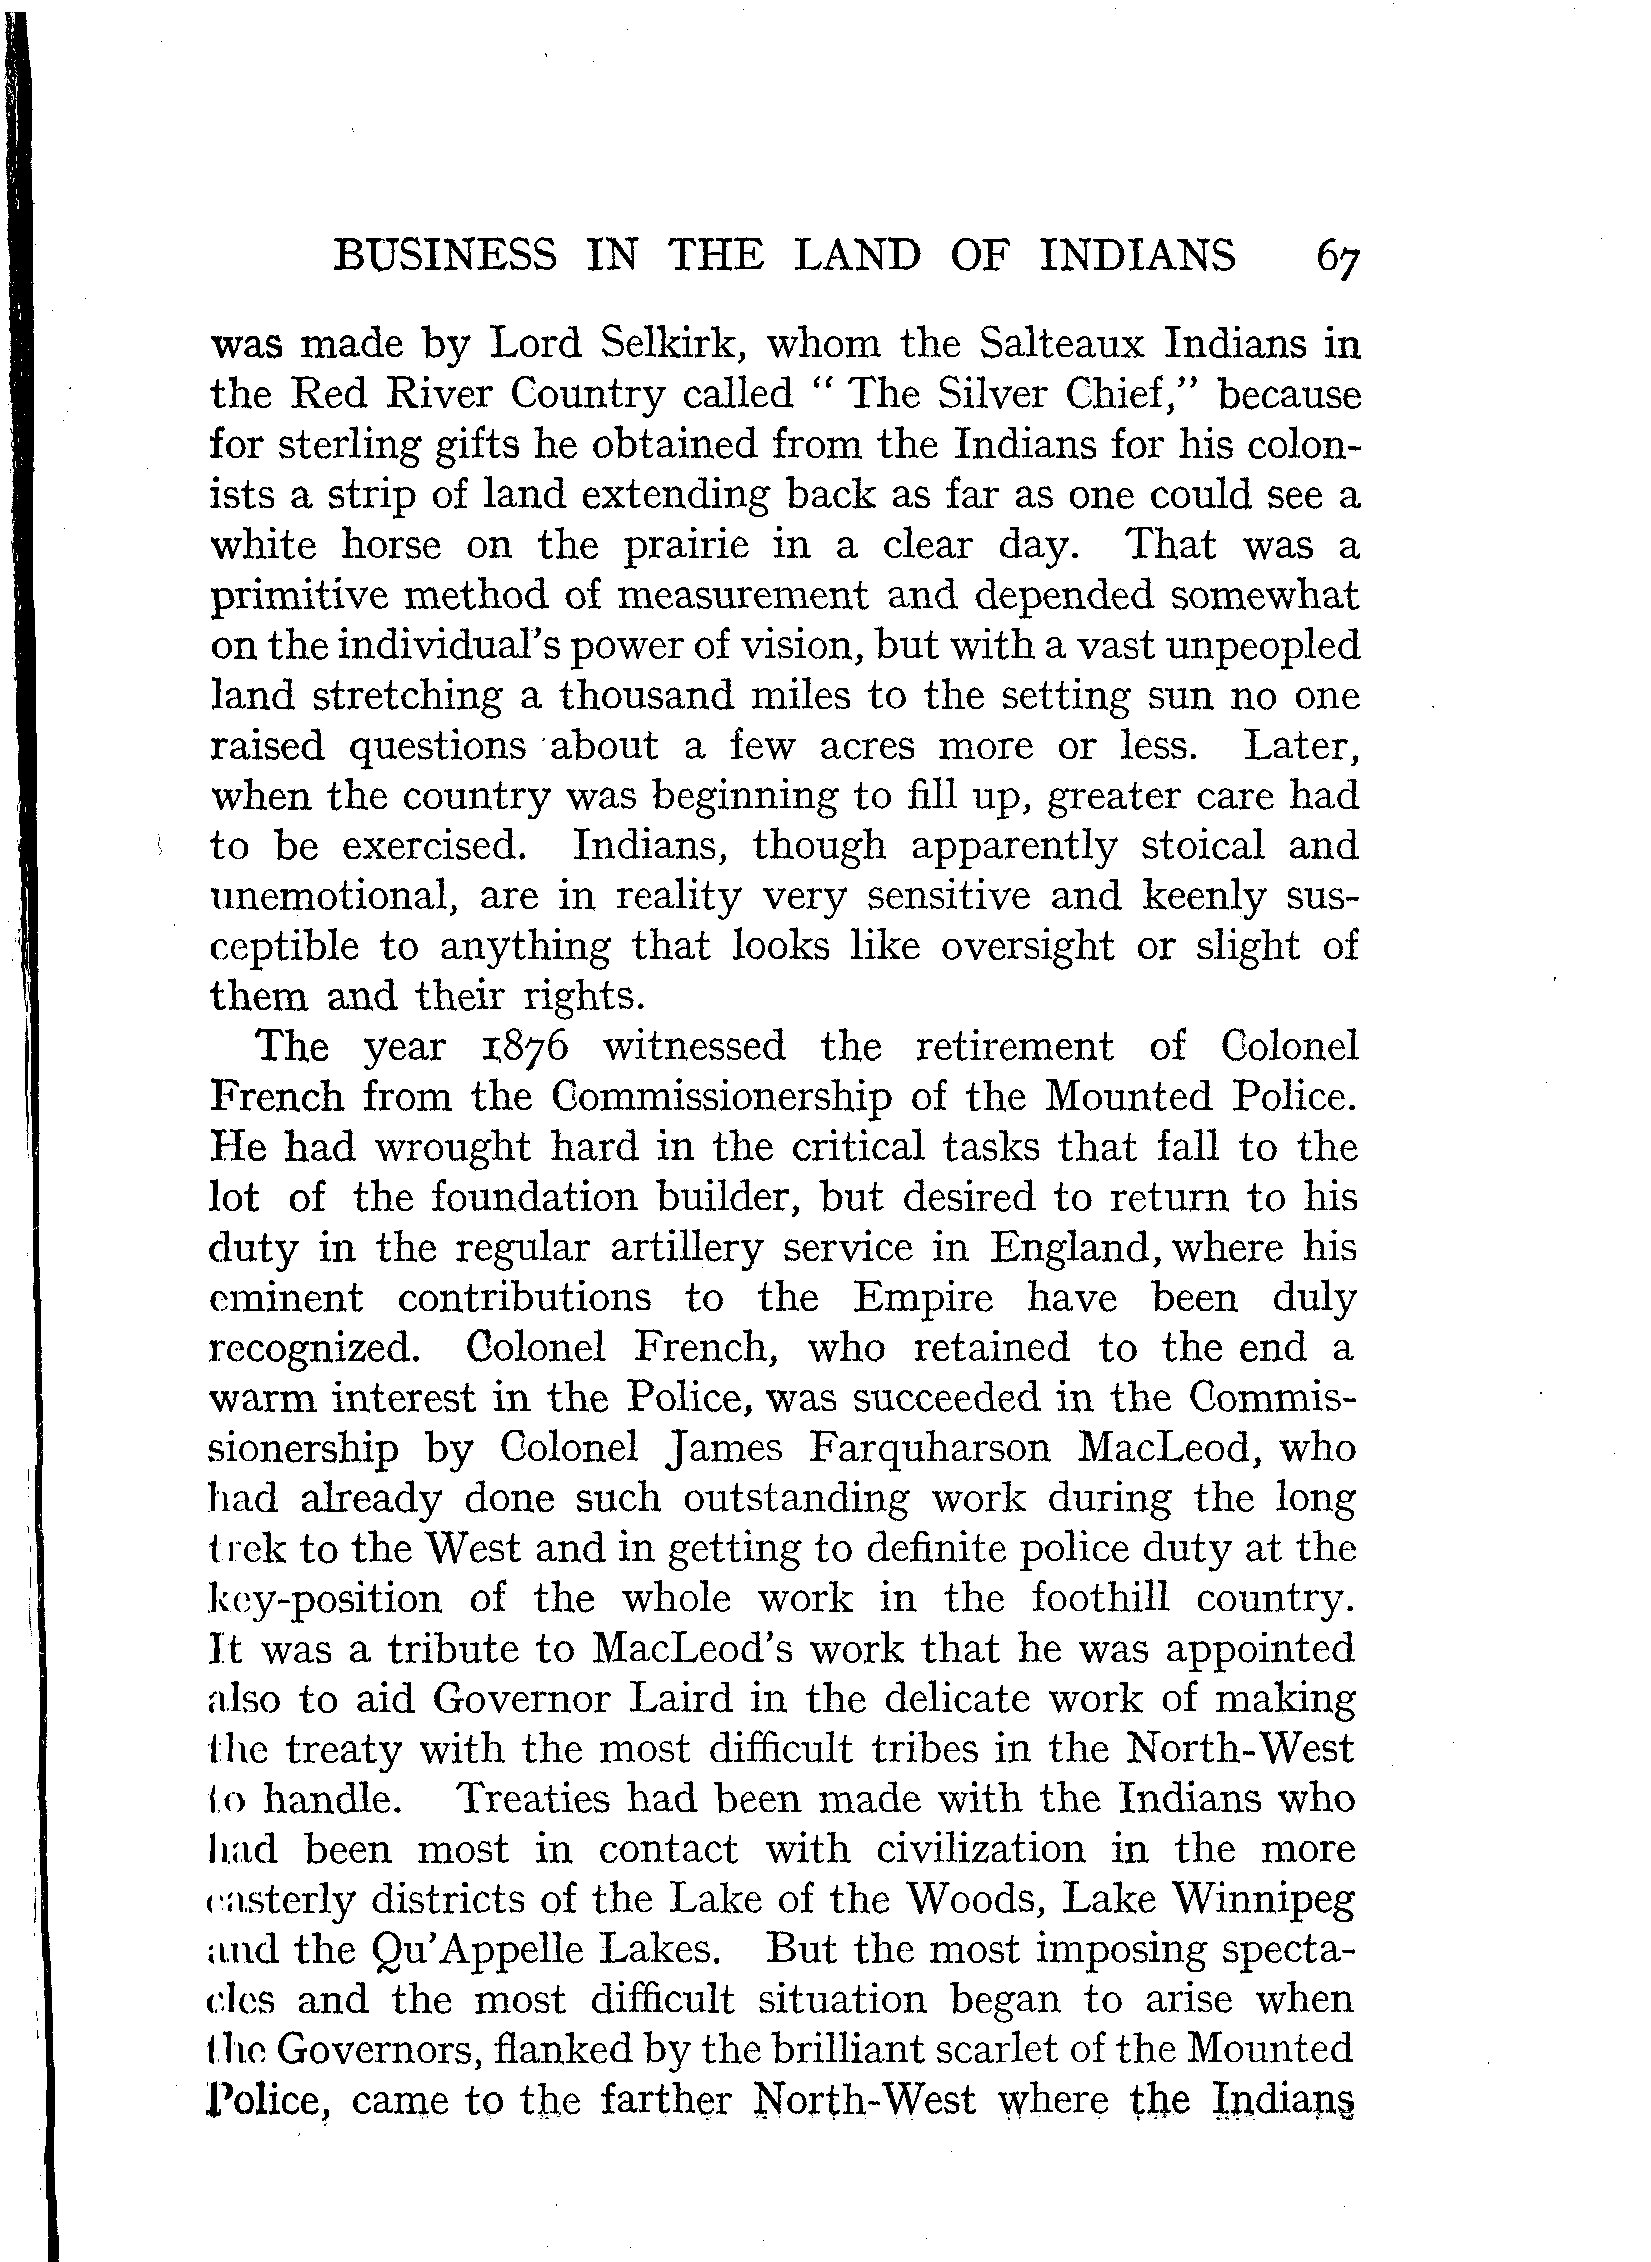 BUSINESS IN THE LAND OF INDIANS 67
was made by Lord Selkirk, whom the Salteaux Indians in
the Red River Country called " The Silver Chief," because
for sterling gifts he obtained from the Indians for his colon-
ists a strip of land extending back as far as one could see a
white horse on the prairie in a clear day. That was a
primitive method of measurement and depended somewhat
on the individual's power of vision, but with a vast unpeopled
land stretching a thousand miles to the setting sun no one
raised questions about a few acres more or less. Later,
when the country was beginning to fill up, greater care had
to be exercised. Indians, though apparently stoical and
unemotional, are in reality very sensitive and keenly sus-
ceptible to anything that looks like oversight or slight of
them and their rights.
The year 1876 witnessed the retirement of Colonel
French from the Commissionership of the Mounted Police.
He had wrought hard in the critical tasks that fall to the
lot of the foundation builder, but desired to return to his
duty in the regular artillery service in England, where his
eminent contributions to the Empire have been duly
recognized. Colonel French, who retained to the end a
warm interest in the Police, was succeeded in the Commis-
sionership by Colonel James Farquharson MacLeod, who
had already done such outstanding work during the long
trek to the West and in getting to definite police duty at the
key-position of the whole work in the foothill country.
It was a tribute to MacLeod's work that he was appointed
also to aid Governor Laird in the delicate work of making
the treaty with the most difficult tribes in the North-West
to handle. Treaties had been made with the Indians who
had been most in contact with civilization in the more
easterly districts of the Lake of the Woods, Lake Winnipeg
and the Qu'Appelle Lakes. But the most imposing specta-
cles and the most difficult situation began to arise when
the Governors, flanked by the brilliant scarlet of the Mounted
Police, came to the farther North-West where the Indians